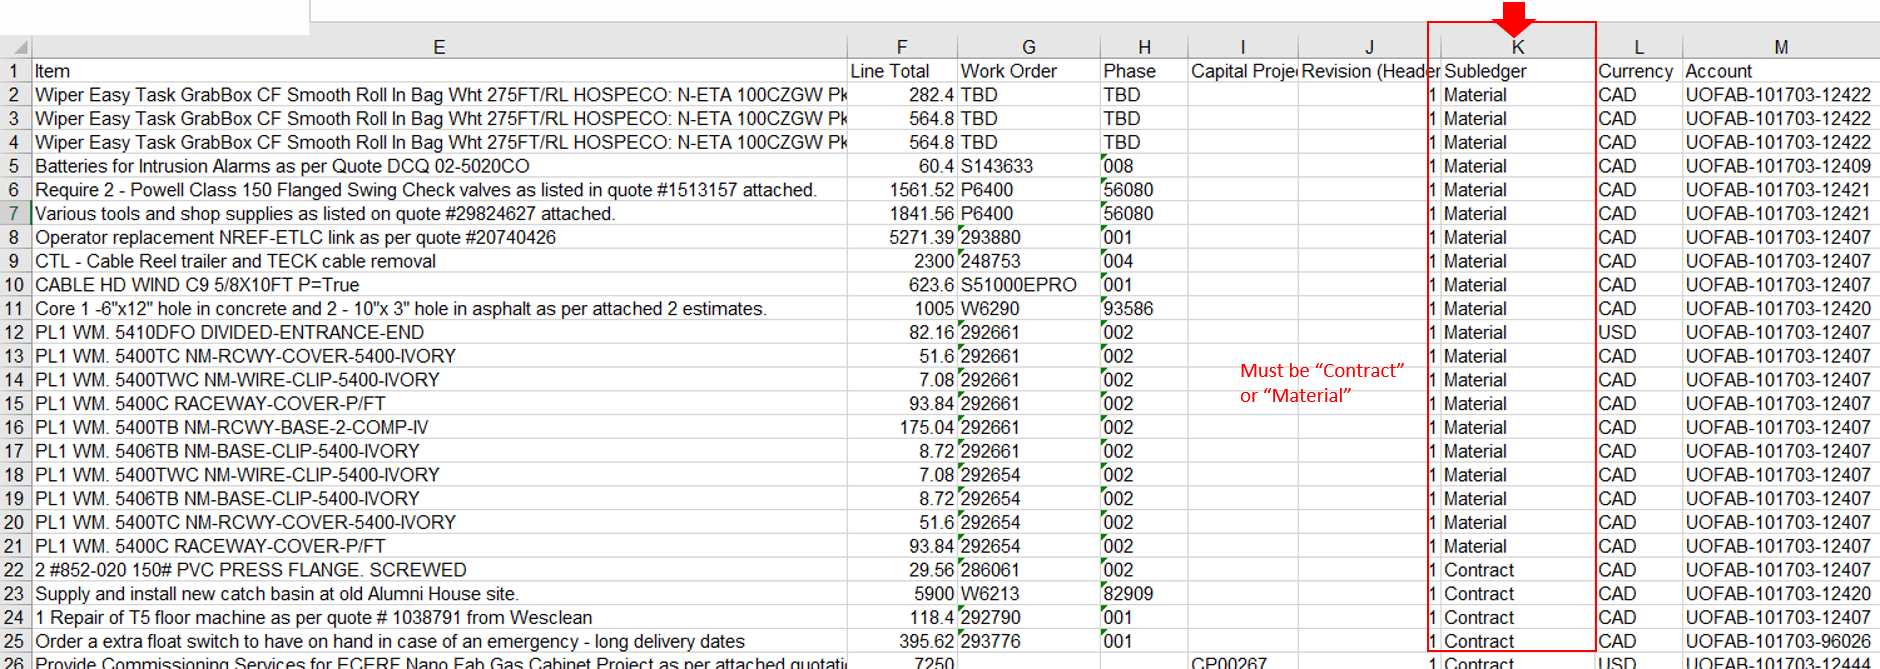 E F G H I J K L M
1 Item Line Total Work Order Phase Capital Proje Revision (Header Subledger Currency Account
2 Wiper Easy Task GrabBox CF Smooth Roll In Bag Wht 275FT/RL HOSPECO: N-ETA 100CZGW Pk 282.4 TBD TBD 1 Material CAD UOFAB-101703-12422
3 Wiper Easy Task GrabBox CF Smooth Roll In Bag Wht 275FT/RL HOSPECO: N-ETA 100CZGW Pk 564.8 TBD TBD 1 Material CAD UOFAB-101703-12422
4 Wiper Easy Task GrabBox CF Smooth Roll In Bag Wht 275FT/RL HOSPECO: N-ETA 100CZGW Pk 564.8 TBD TBD 1 Material CAD UOFAB-101703-12422
5 Batteries for Intrusion Alarms as per Quote DCQ 02-5020CO 60.4 S143633 008 1 Material CAD UOFAB-101703-12409
6 Require 2 - Powell Class 150 Flanged Swing Check valves as listed in quote #1513157 attached. 1561.52 P6400 56080 1 Material CAD UOFAB-101703-12421
7 Various tools and shop supplies as listed on quote #29824627 attached. 1841.56 P6400 56080 1 Material CAD UOFAB-101703-12421
8 Operator replacement NREF-ETLC link as per quote #20740426 5271.39 293880 001 1 Material CAD UOFAB-101703-12407
9 CTL - Cable Reel trailer and TECK cable removal 2300 248753 004 1 Material CAD UOFAB-101703-12407
10 CABLE HD WIND C9 5/8X10FT P=True 623.6 S51000EPRO 001 1 Material CAD UOFAB-101703-12407
11 Core 1 -6"x12" hole in concrete and 2 - 10"x 3" hole in asphalt as per attached 2 estimates. 1005 W6290 93586 1 Material CAD UOFAB-101703-12420
12 PL1 WM. 5410DFO DIVIDED-ENTRANCE-END 82.16 292661 002 1 Material USD UOFAB-101703-12407
13 PL1 WM. 5400TC NM-RCWY-COVER-5400-IVORY 51.6 292661 002 1 Material CAD UOFAB-101703-12407
14 PL1 WM. 5400TWC NM-WIRE-CLIP-5400-IVORY 7.08 292661 002 1 Material CAD UOFAB-101703-12407
Must be “Contract”
or “Material”
15 PL1 WM. 5400C RACEWAY-COVER-P/FT 93.84 292661 002 1 Material CAD UOFAB-101703-12407
16 PL1 WM. 5400TB NM-RCWY-BASE-2-COMP-IV 175.04 292661 002 1 Material CAD UOFAB-101703-12407
17 PL1 WM. 5406TB NM-BASE-CLIP-5400-IVORY 8.72 292661 002 1 Material CAD UOFAB-101703-12407
18 PL1 WM. 5400TWC NM-WIRE-CLIP-5400-IVORY 7.08 292654 002 1 Material CAD UOFAB-101703-12407
19 PL1 WM. 5406TB NM-BASE-CLIP-5400-IVORY 8.72 292654 002 1 Material CAD UOFAB-101703-12407
20 PL1 WM. 5400TC NM-RCWY-COVER-5400-IVORY 51.6 292654 002 1 Material CAD UOFAB-101703-12407
21 PL1 WM. 5400C RACEWAY-COVER-P/FT 93.84 292654 002 1 Material CAD UOFAB-101703-12407
22 2 #852-020 150# PVC PRESS FLANGE. SCREWED 29.56 286061 002 1 Contract CAD UOFAB-101703-12407
23 Supply and install new catch basin at old Alumni House site. 5900 W6213 82909 1 Contract CAD UOFAB-101703-12420
24 1 Repair of T5 floor machine as per quote # 1038791 from Wesclean 118.4 292790 001 1 Contract CAD UOFAB-101703-12407
25 Order a extra float switch to have on hand in case of an emergency - long delivery dates 395.62 293776 001 1 Contract CAD UOFAB-101703-96026
26 Provide Commissioning Services for ECERF Nano Fab Gas Cabinet Project as per attached quotati 7250 CP00267 1 Contract USD UOFAB-101703-12444